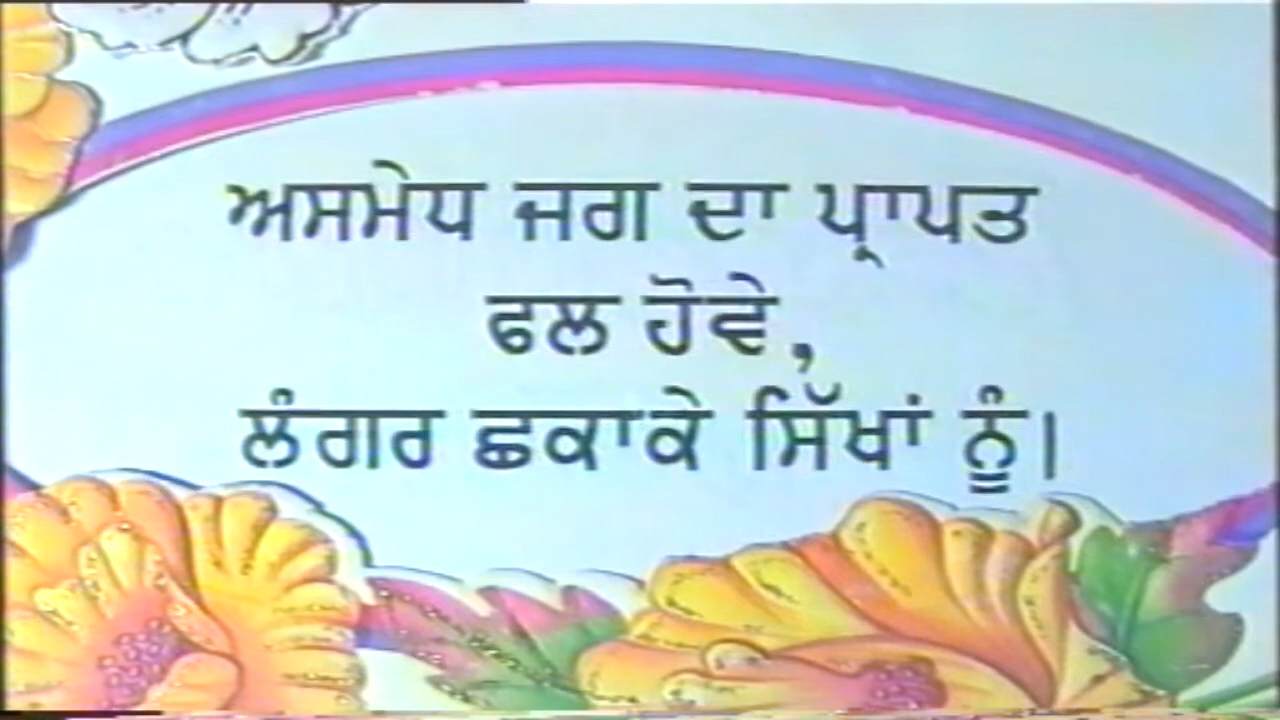 ਅਸਮੇਧ ਜਗ ਦਾ ਪ੍ਰਾਪਤ
ਫਲ ਹੋਵੇ,
ਲੰਗਰ ਛਕਾਕੇ ਸਿੱਖਾਂ ਨੂੰ।